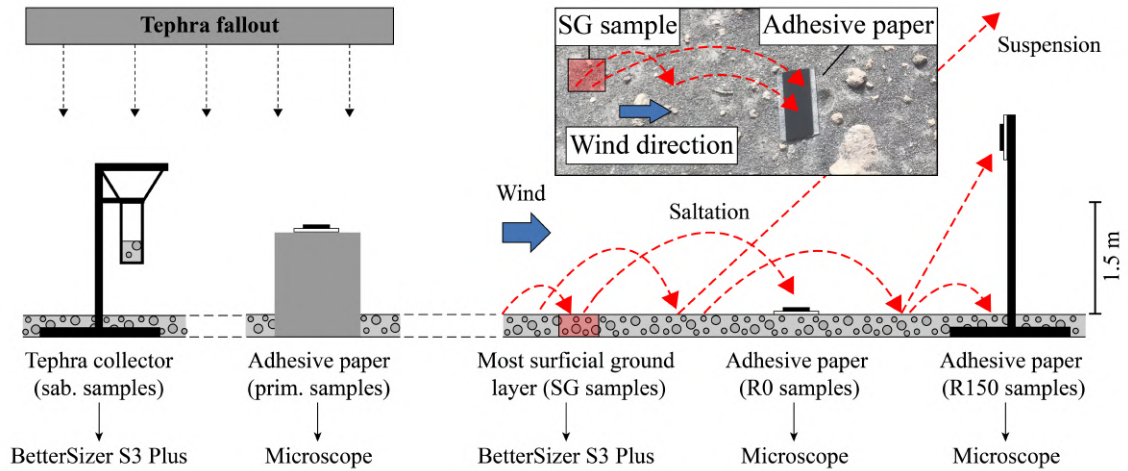 Tephra fallout
SG sample
Adhesive paper
Wind direction
Suspension
Wind
Saltation
1.5 m
Tephra collector
(sab. samples)
Adhesive paper
(prim. samples)
Most surficial ground
layer (SG samples)
Adhesive paper
(R0 samples)
Adhesive paper
(R150 samples)
BetterSizer S3 Plus
Microscope
BetterSizer S3 Plus
Microscope
Microscope